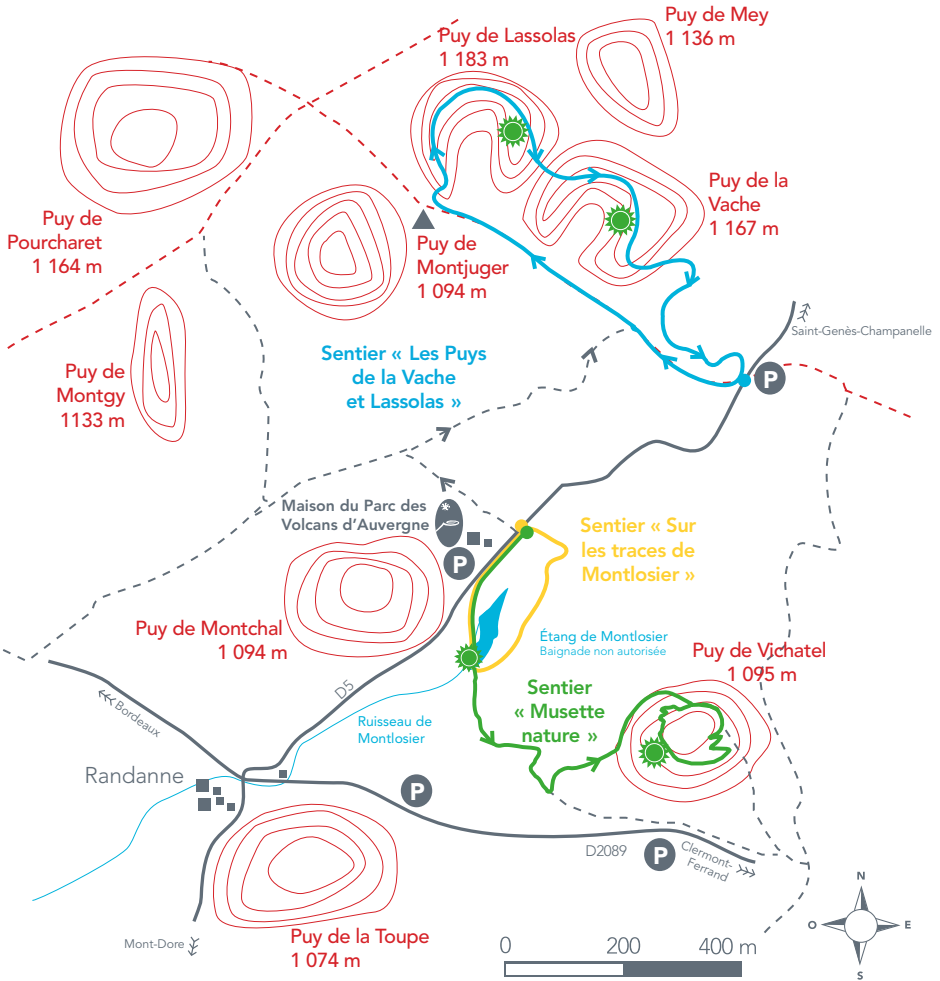 Puy de Mey
1 136 m
Puy de Lassolas
1 183 m
Puy de la
Vache
1 167 m
Puy de
Pourcharet
1 164 m
Puy de
Montjuger
1 094 m
Saint-Genès-Champanelle
Sentier « Les Puys
de la Vache
et Lassolas »
Puy de
Montgy
1133 m
P
Maison du Parc des
Volcans d’Auvergne
P
Sentier « Sur
les traces de
Montlosier »
Puy de Montchal
1 094 m
Étang de Montlosier
Baignade non autorisée
Puy de Vichatel
1 095 m
D5
Sentier
« Musette
nature »
Bordeaux
Ruisseau de
Montlosier
Randanne
P
D2089
P
Clermont-
Ferrand
Puy de la Toupe
1 074 m
Mont-Dore
0 200 400 m
N
O E
S